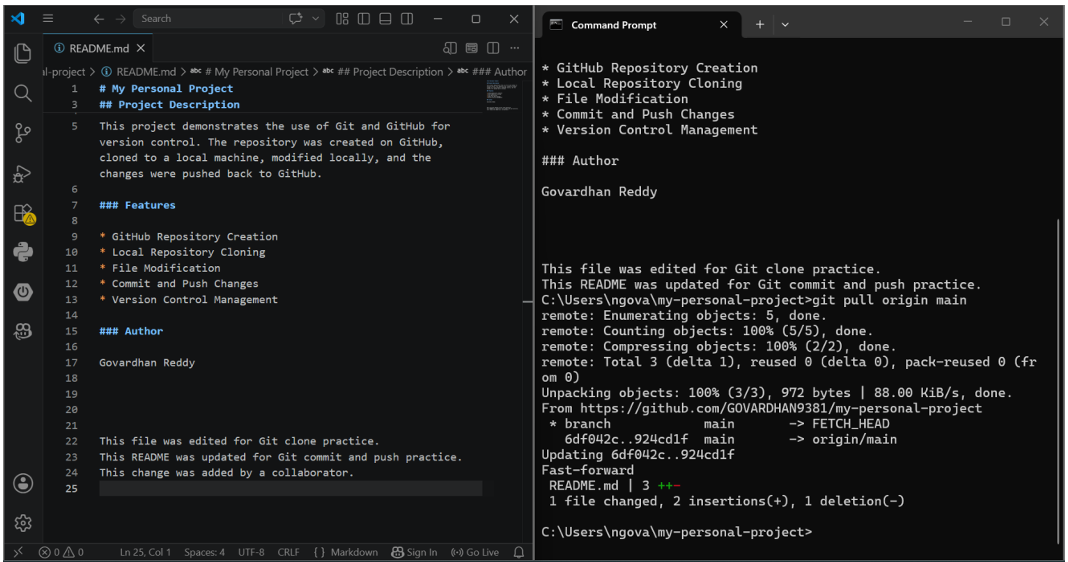 Search
README.md
al-project > README.md > abc # My Personal Project > abc ## Project Description > abc ### Author
1 # My Personal Project
3 ## Project Description
5 This project demonstrates the use of Git and GitHub for
version control. The repository was created on GitHub,
cloned to a local machine, modified locally, and the
changes were pushed back to GitHub.
6
7 ### Features
8
9 * GitHub Repository Creation
10 * Local Repository Cloning
11 * File Modification
12 * Commit and Push Changes
13 * Version Control Management
14
15 ### Author
16
17 Govardhan Reddy
18
19
20
21
22 This file was edited for Git clone practice.
23 This README was updated for Git commit and push practice.
24 This change was added by a collaborator.
25
0 0 Ln 25, Col 1 Spaces: 4 UTF-8 CRLF { } Markdown Sign In Go Live
Command Prompt
* GitHub Repository Creation
* Local Repository Cloning
* File Modification
* Commit and Push Changes
* Version Control Management
### Author
Govardhan Reddy
This file was edited for Git clone practice.
This README was updated for Git commit and push practice.
C:\Users\ngova\my-personal-project>git pull origin main
remote: Enumerating objects: 5, done.
remote: Counting objects: 100% (5/5), done.
remote: Compressing objects: 100% (2/2), done.
remote: Total 3 (delta 1), reused 0 (delta 0), pack-reused 0 (fr
om 0)
Unpacking objects: 100% (3/3), 972 bytes | 88.00 KiB/s, done.
From https://github.com/GOVARDHAN9381/my-personal-project
* branch main -> FETCH_HEAD
6df042c..924cd1f main -> origin/main
Updating 6df042c..924cd1f
Fast-forward
README.md | 3 ++-
1 file changed, 2 insertions(+), 1 deletion(-)
C:\Users\ngova\my-personal-project>